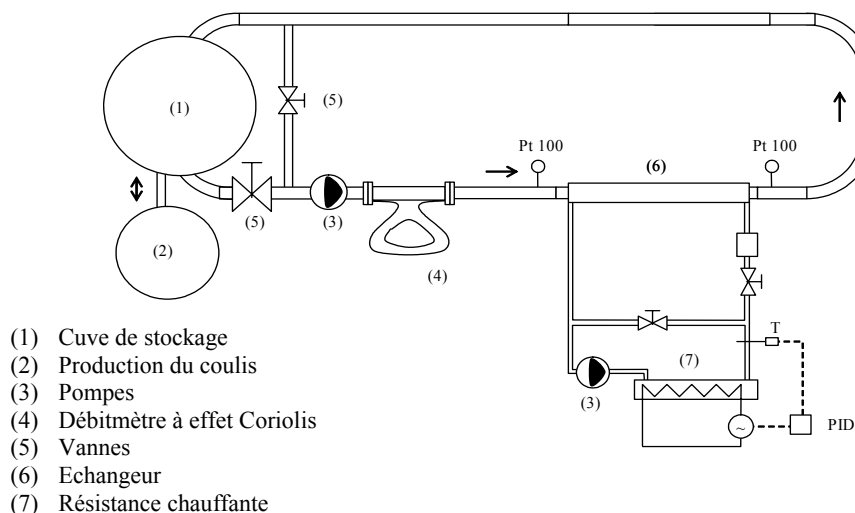 (1)
(5)
Pt 100
Pt 100
(6)
(5)
(3)
(2)
(4)
T
(7)
(3)
PID
~
(1) Cuve de stockage
(2) Production du coulis
(3) Pompes
(4) Débitmètre à effet Coriolis
(5) Vannes
(6) Echangeur
(7) Résistance chauffante